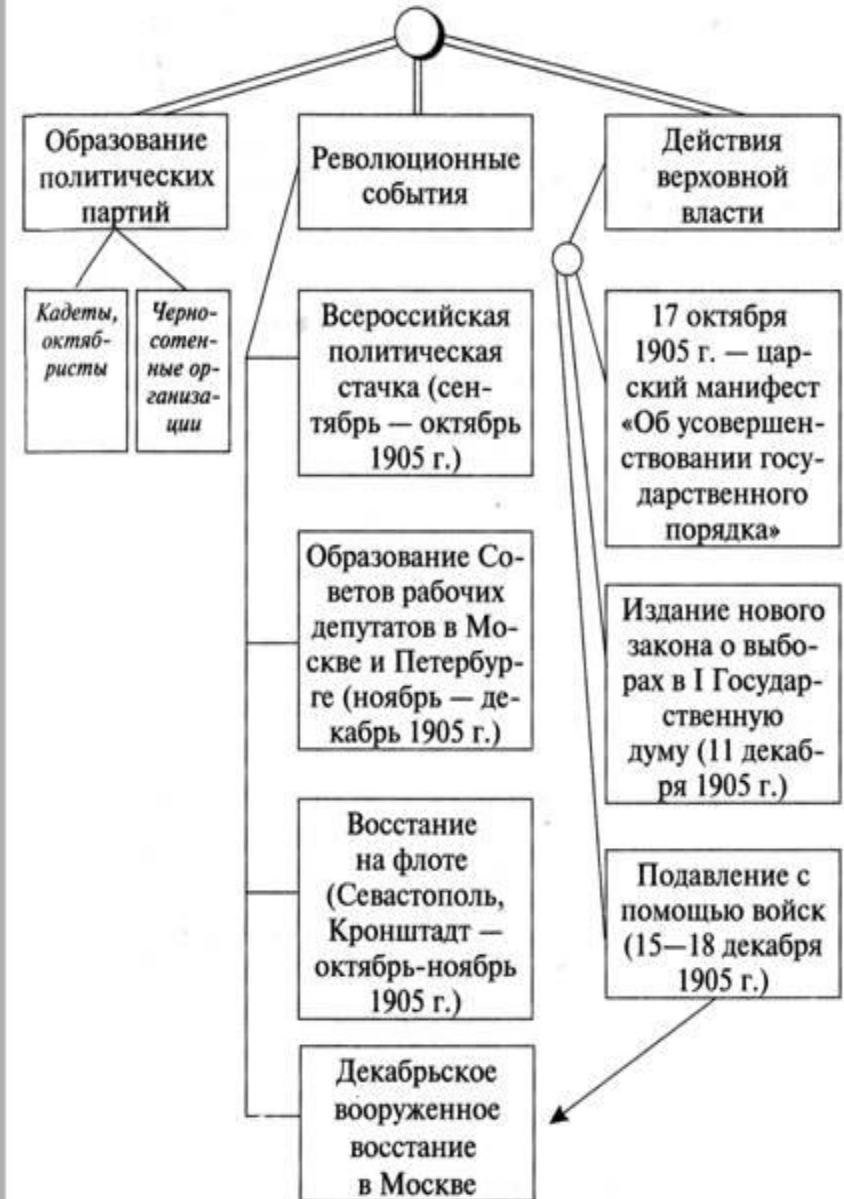 Образование
политических
партий
Кадеты,
октяб-
ристы
Черно-
сотен-
ные ор-
ганиза-
ции
Революционные
события
Всероссийская
политическая
стачка (сен-
тябрь — октябрь
1905 г.)
Образование Со-
ветов рабочих
депутатов в Мо-
скве и Петербур-
ге (ноябрь — де-
кабрь 1905 г.)
Восстание
на флоте
(Севастополь,
Кронштадт —
октябрь-ноябрь
1905 г.)
Декабрьское
вооруженное
восстание
в Москве
Действия
верховной
власти
17 октября
1905 г. — цар-
ский манифест
«Об усовершен-
ствовании госу-
дарственного
порядка»
Издание нового
закона о выбо-
рах в I Государ-
ственную
думу (11 декаб-
ря 1905 г.)
Подавление с
помощью войск
(15—18 декабря
1905 г.)